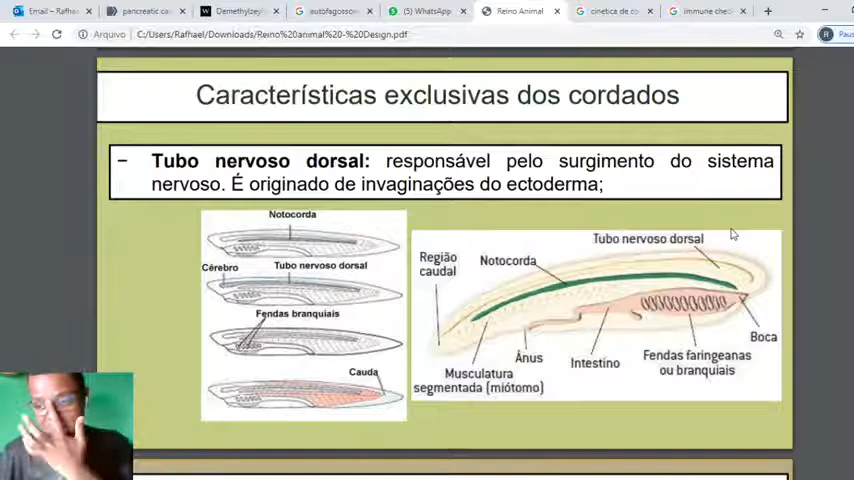 Email – Rafhae
pancreatic ca
Demethylzey
autofagossom
(5) WhatsApp
Reino Animal
cinetica de co
immune chec
Arquivo
C:/Users/Rafhael/Downloads/Reino%20animal%20-%20Design.pdf
R
Paus
Características exclusivas dos cordados
− Tubo nervoso dorsal: responsável pelo surgimento do sistema
nervoso. É originado de invaginações do ectoderma;
Notocorda
Cérebro
Tubo nervoso dorsal
Fendas branquiais
Cauda
Tubo nervoso dorsal
Região
caudal
Notocorda
Boca
Ânus
Intestino
Fendas faringeanas
ou branquiais
Musculatura
segmentada (miótomo)